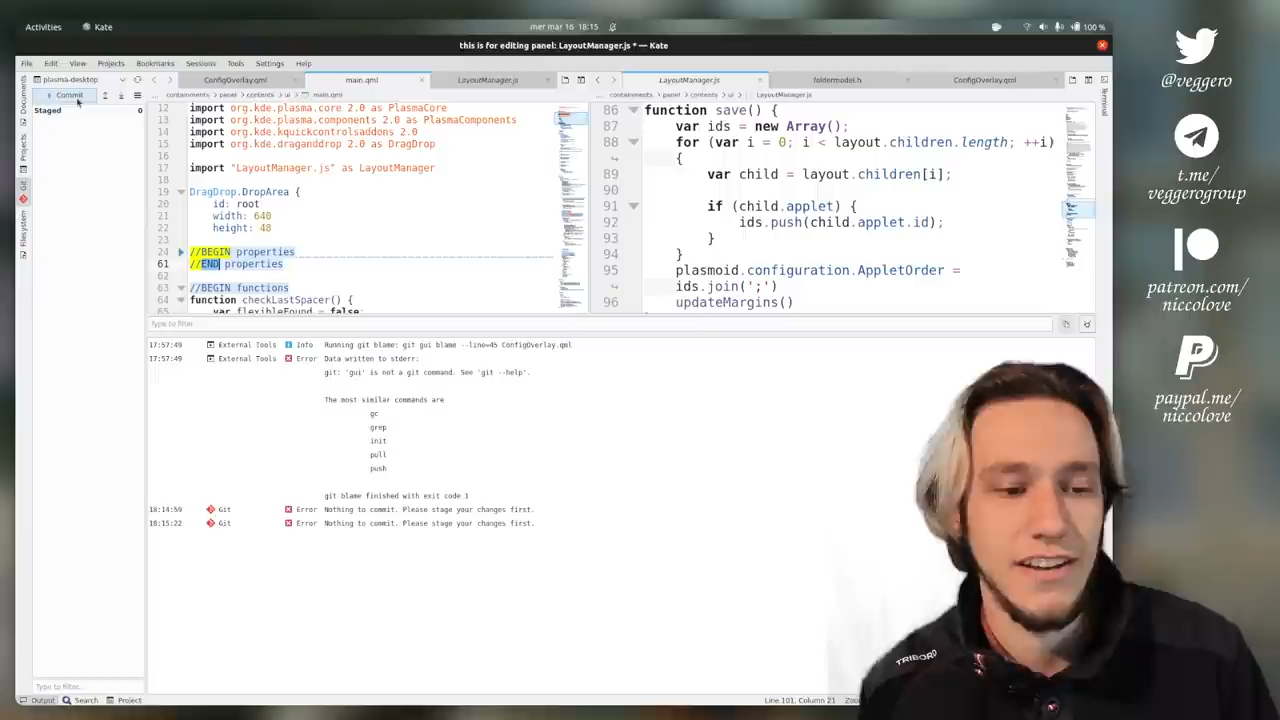 Activities Kate mer mar 16 18:15 100 %
this is for editing panel: LayoutManager.js * — Kate
File Edit View Projects Bookmarks Sessions Tools Settings Help
plasma-desktop ConfigOverlay.qml main.qml LayoutManager.js LayoutManager.js foldermodel.h ConfigOverlay.qml
Commit containments panel contents ui main.qml containments panel contents ui LayoutManager.js
Staged 0
Documents
Projects
Git
Filesystem
Terminal
12 import org.kde.plasma.core 2.0 as PlasmaCore
13 import org.kde.plasma.components 2.0 as PlasmaComponents
14 import org.kde.kquickcontrolsaddons 2.0
15 import org.kde.draganddrop 2.0 as DragDrop
16
17 import "LayoutManager.js" as LayoutManager
18
19 DragDrop.DropArea {
20 id: root
21 width: 640
22 height: 48
23
24 //BEGIN properties
61 //END properties
62
63 //BEGIN functions
64 function checkLastSpacer() {
65 var flexibleFound = false;
86 function save() {
87 var ids = new Array();
88 for (var i = 0; i < layout.children.length; ++i)
{
89 var child = layout.children[i];
90
91 if (child.applet) {
92 ids.push(child.applet.id);
93 }
94 }
95 plasmoid.configuration.AppletOrder =
ids.join(';')
96 updateMargins()
Type to filter
17:57:49 External Tools Info Running git blame: git gui blame --line=45 ConfigOverlay.qml
17:57:49 External Tools Error Data written to stderr:
git: 'gui' is not a git command. See 'git --help'.
The most similar commands are
gc
grep
init
pull
push
git blame finished with exit code 1
18:14:59 Git Error Nothing to commit. Please stage your changes first.
18:15:22 Git Error Nothing to commit. Please stage your changes first.
Type to filter...
Output Search Project Line 101, Column 21
@veggero
t.me/
veggerogroup
patreon.com/
niccolove
paypal.me/
niccolove
TRIBORD